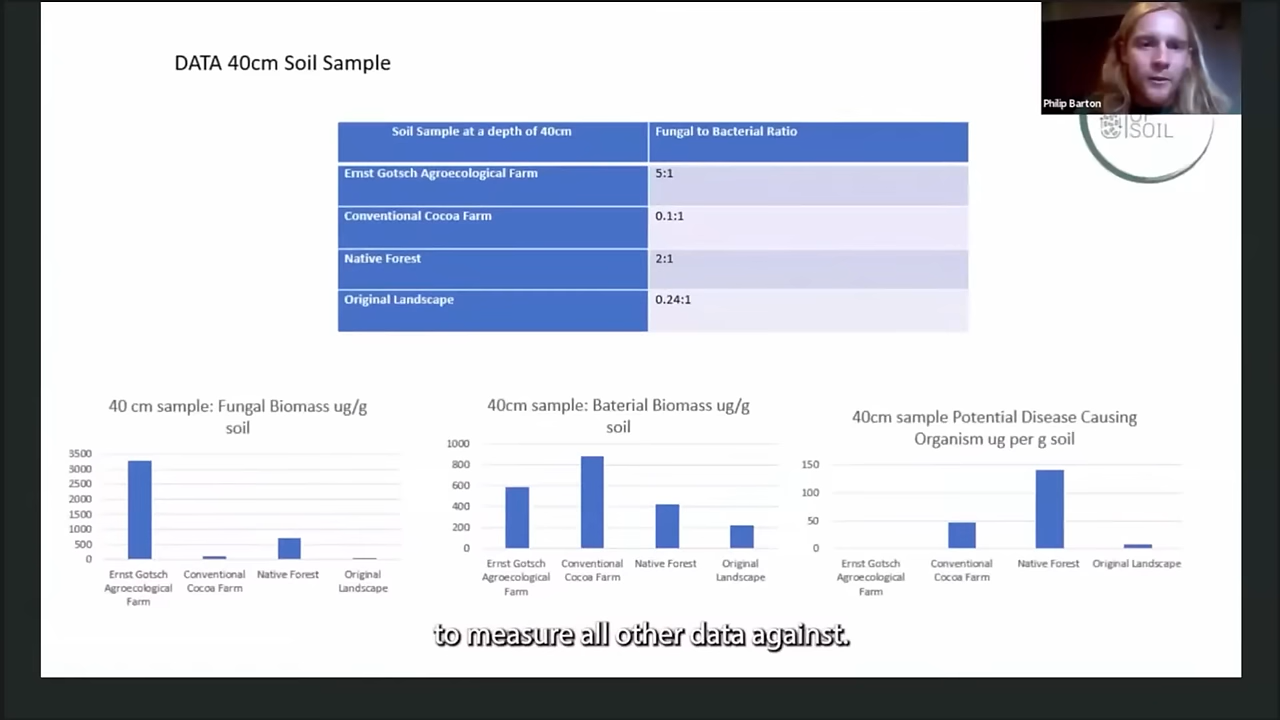 DATA 40cm Soil Sample
Philip Barton
SOIL
Soil Sample at a depth of 40cm
Fungal to Bacterial Ratio
Ernst Gotsch Agroecological Farm
5:1
Conventional Cocoa Farm
0.1:1
Native Forest
2:1
Original Landscape
0.24:1
40 cm sample: Fungal Biomass ug/g
soil
3500
3000
2500
2000
1500
1000
500
0
Ernst Gotsch
Agroecological
Farm
Conventional
Cocoa Farm
Native Forest
Original
Landscape
40cm sample: Baterial Biomass ug/g
soil
1000
800
600
400
200
0
Ernst Gotsch
Agroecological
Farm
Conventional
Cocoa Farm
Native Forest
Original
Landscape
40cm sample Potential Disease Causing
Organism ug per g soil
150
100
50
0
Ernst Gotsch
Agroecological
Farm
Conventional
Cocoa Farm
Native Forest
Original Landscape
to measure all other data against.